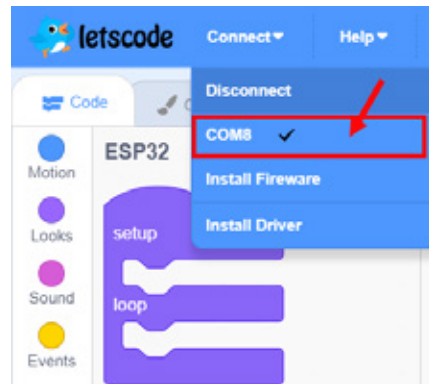 letscode Connect Help
Code
Disconnect
COM8
Install Fireware
Install Driver
Motion
Looks
Sound
Events
ESP32
setup
loop